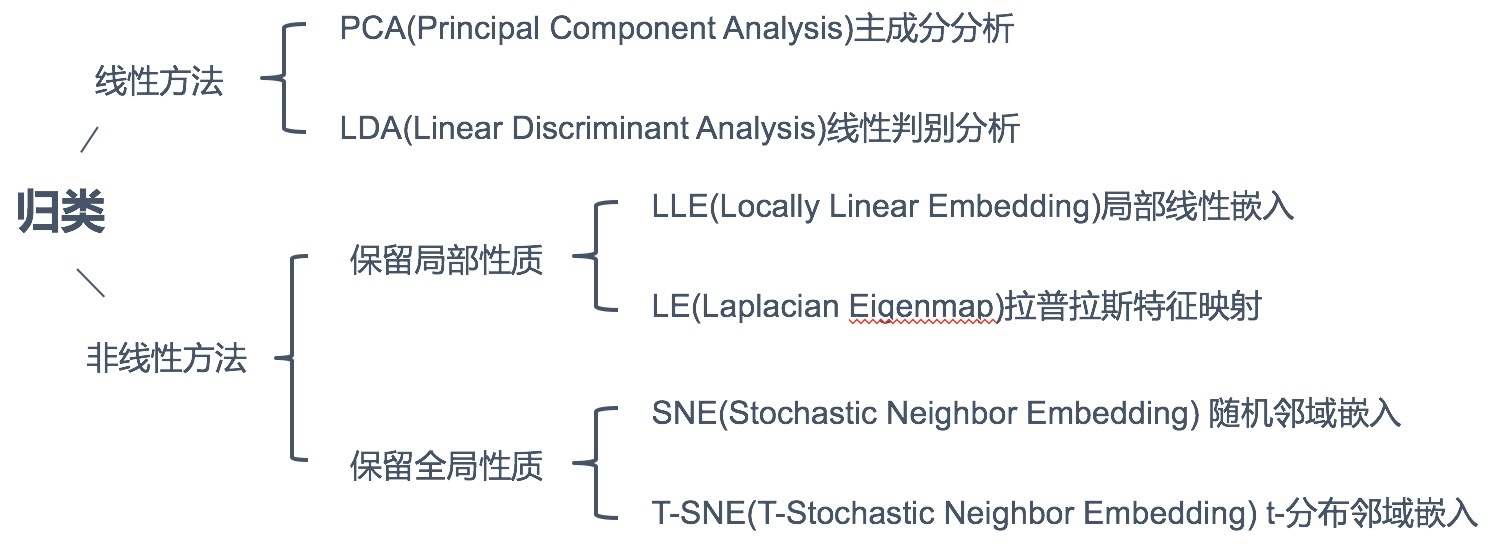 线性方法
PCA(Principal Component Analysis)主成分分析
LDA(Linear Discriminant Analysis)线性判别分析
归类
非线性方法
保留局部性质
LLE(Locally Linear Embedding)局部线性嵌入
LE(Laplacian Eigenmap)拉普拉斯特征映射
保留全局性质
SNE(Stochastic Neighbor Embedding) 随机邻域嵌入
T-SNE(T-Stochastic Neighbor Embedding) t-分布邻域嵌入